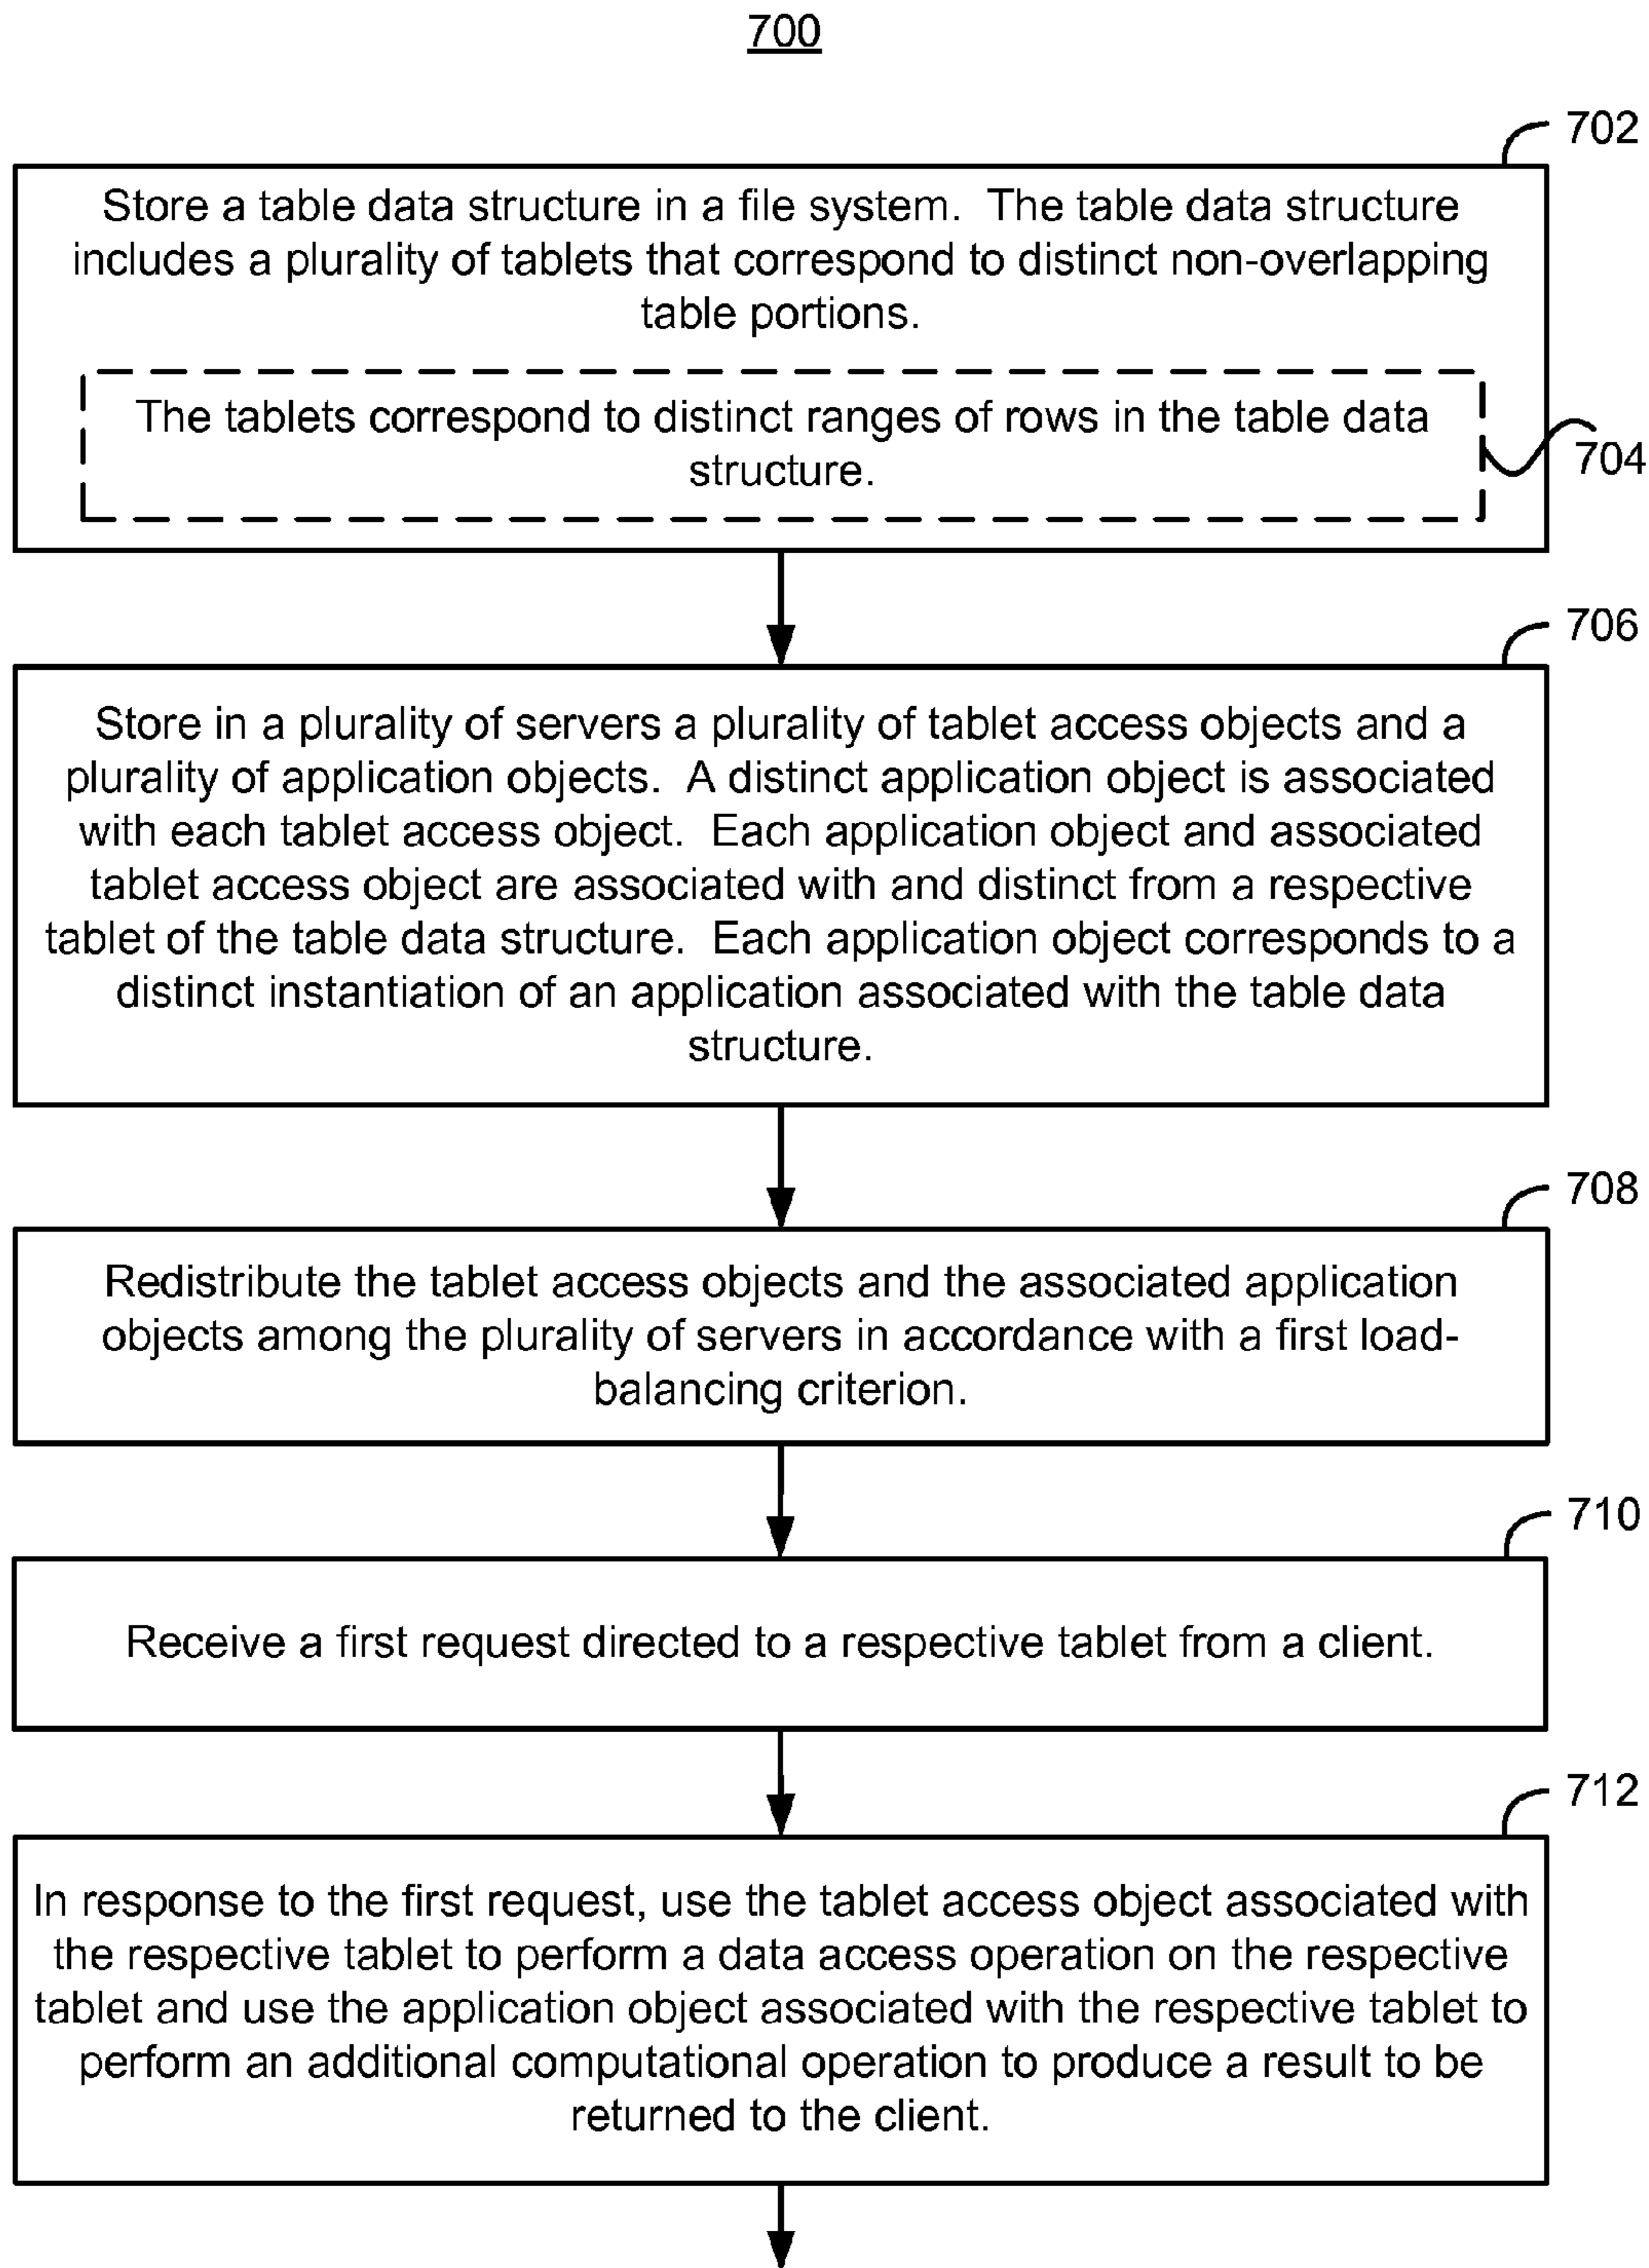 700
702
Store a table data structure in a file system.  The table data structure
includes a plurality of tablets that correspond to distinct non-overlapping
table portions.
The tablets correspond to distinct ranges of rows in the table data
structure.
704
706
Store in a plurality of servers a plurality of tablet access objects and a
plurality of application objects.  A distinct application object is associated
with each tablet access object.  Each application object and associated
tablet access object are associated with and distinct from a respective
tablet of the table data structure.  Each application object corresponds to a
distinct instantiation of an application associated with the table data
structure.
708
Redistribute the tablet access objects and the associated application
objects among the plurality of servers in accordance with a first load-
balancing criterion.
710
Receive a first request directed to a respective tablet from a client.
712
In response to the first request, use the tablet access object associated with
the respective tablet to perform a data access operation on the respective
tablet and use the application object associated with the respective tablet to
perform an additional computational operation to produce a result to be
returned to the client.